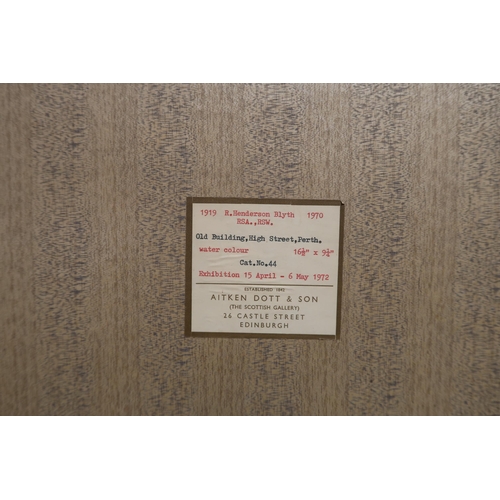 1919 R.Henderson Blyth 1970
RSA.,RSW.
Old Building,High Street,Perth.
water colour 16½" x 9¼"
Cat.No.44
Exhibition 15 April - 6 May 1972
ESTABLISHED 1842
AITKEN DOTT & SON
(THE SCOTTISH GALLERY)
26 CASTLE STREET
EDINBURGH